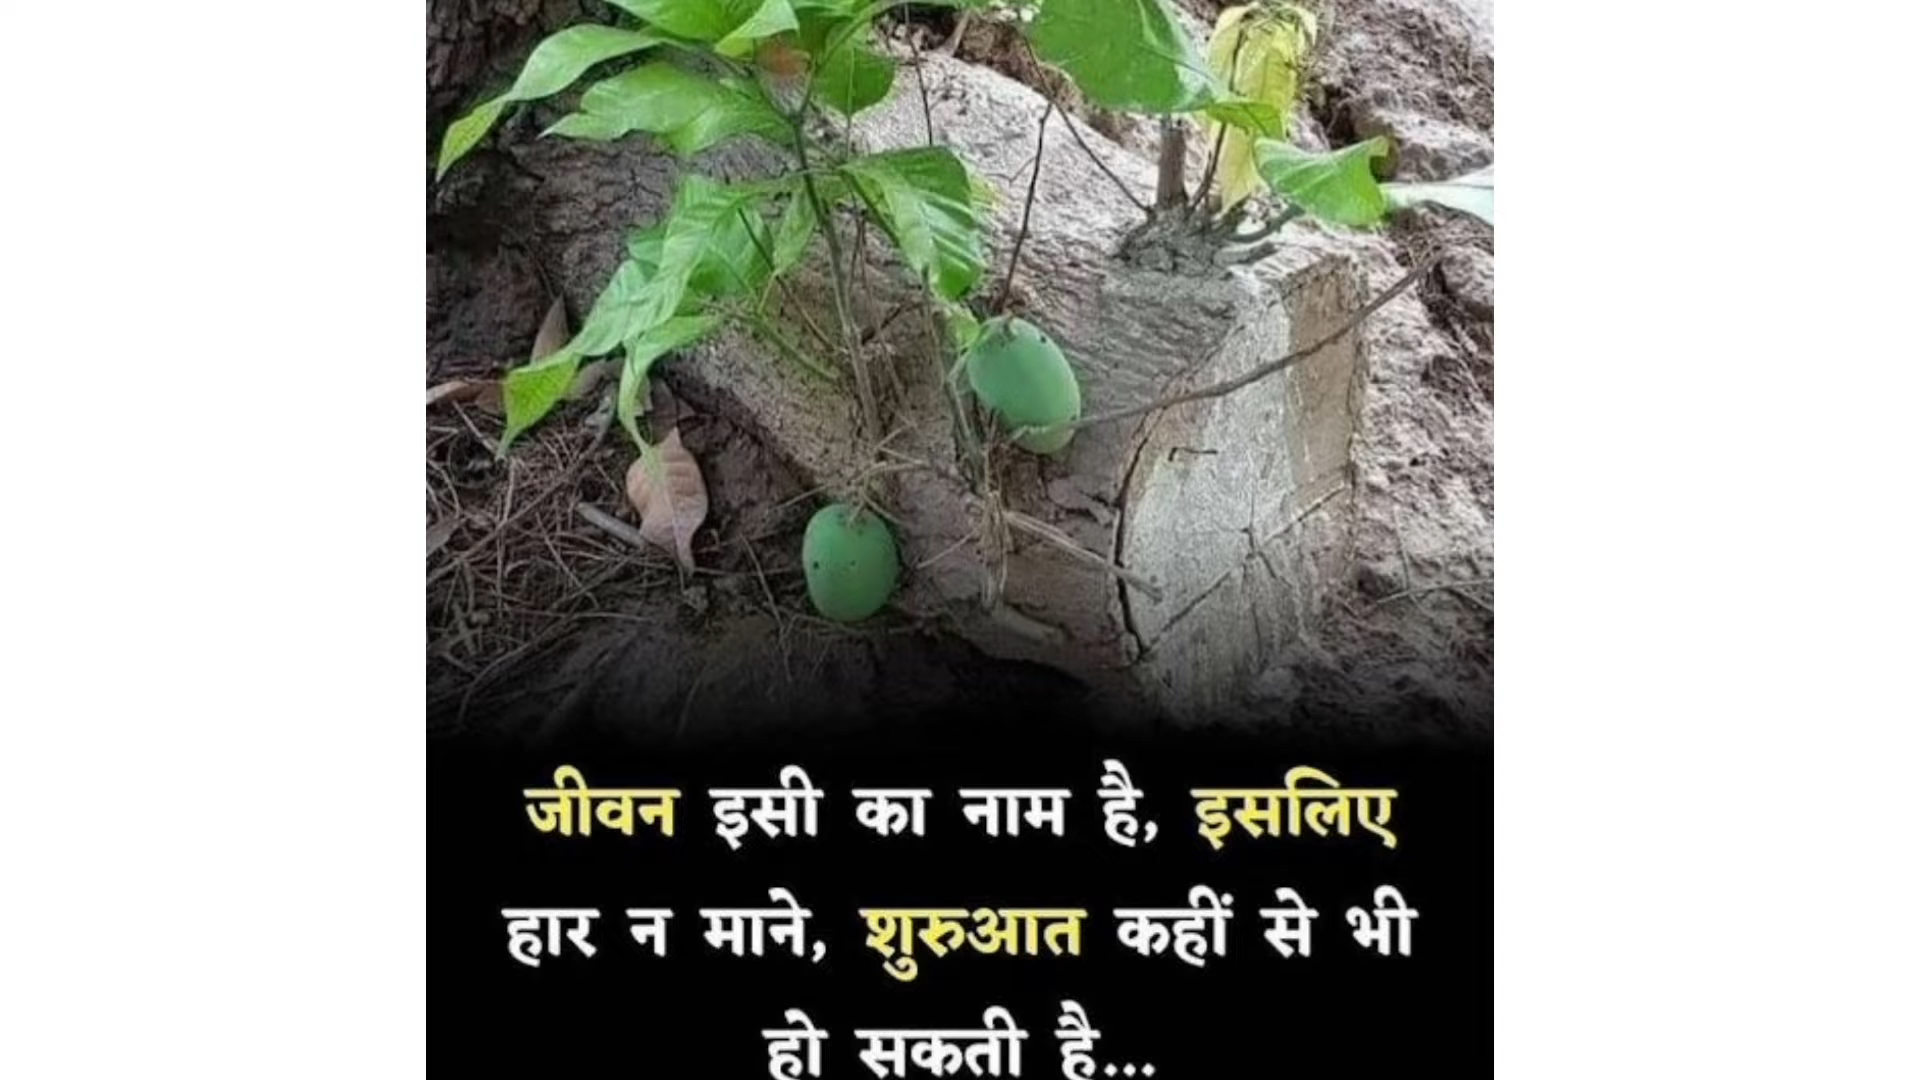 जीवन इसी का नाम है, इसलिए
हार न माने, शुरुआत कहीं से भी
हो सकती है...